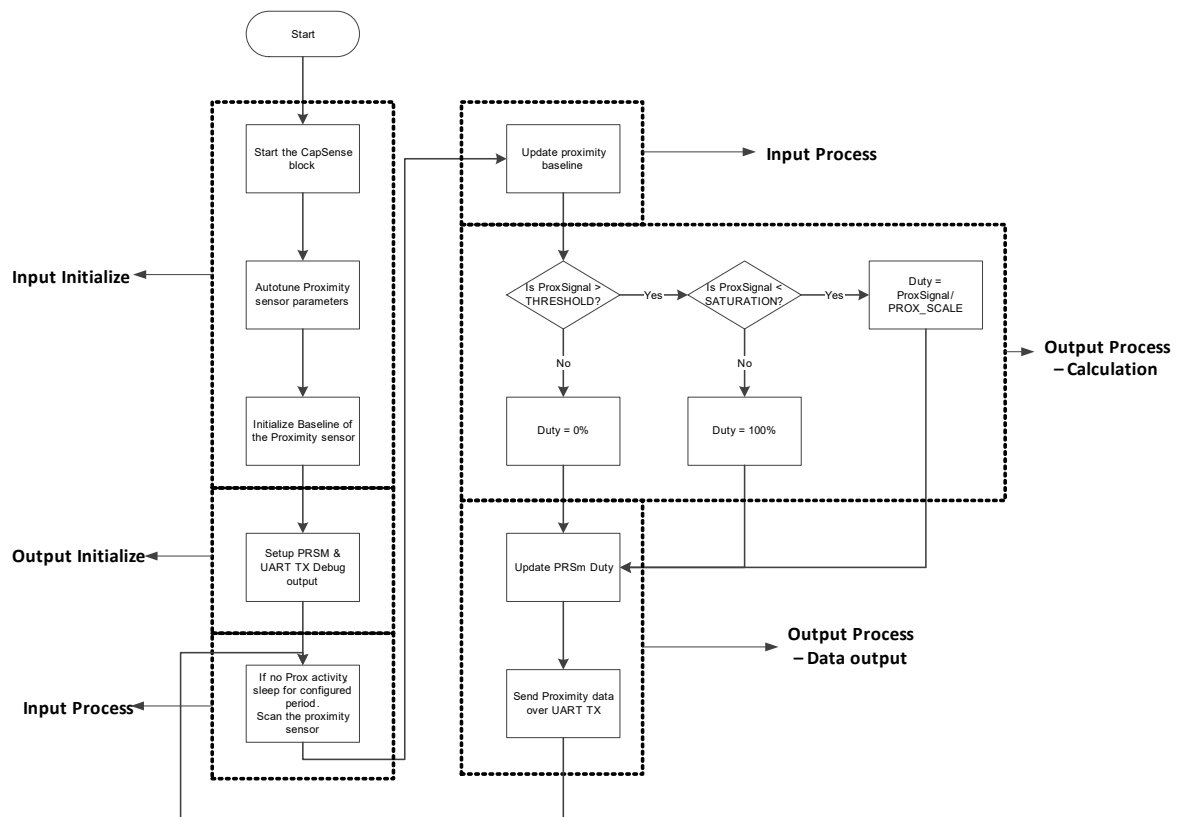 Start
Start the CapSense
block
Autotune Proximity
sensor parameters
Initialize Baseline of
the Proximity sensor
Input Initialize
Setup PRSM &
UART TX Debug
output
Output Initialize
If no Prox activity,
sleep for configured
period.
Scan the proximity
sensor
Input Process
Update proximity
baseline
Input Process
Is ProxSignal >
THRESHOLD?
Yes
Is ProxSignal <
SATURATION?
Yes
Duty =
ProxSignal/
PROX_SCALE
No
No
Duty = 0%
Duty = 100%
Output Process
– Calculation
Update PRSm Duty
Send Proximity data
over UART TX
Output Process
– Data output